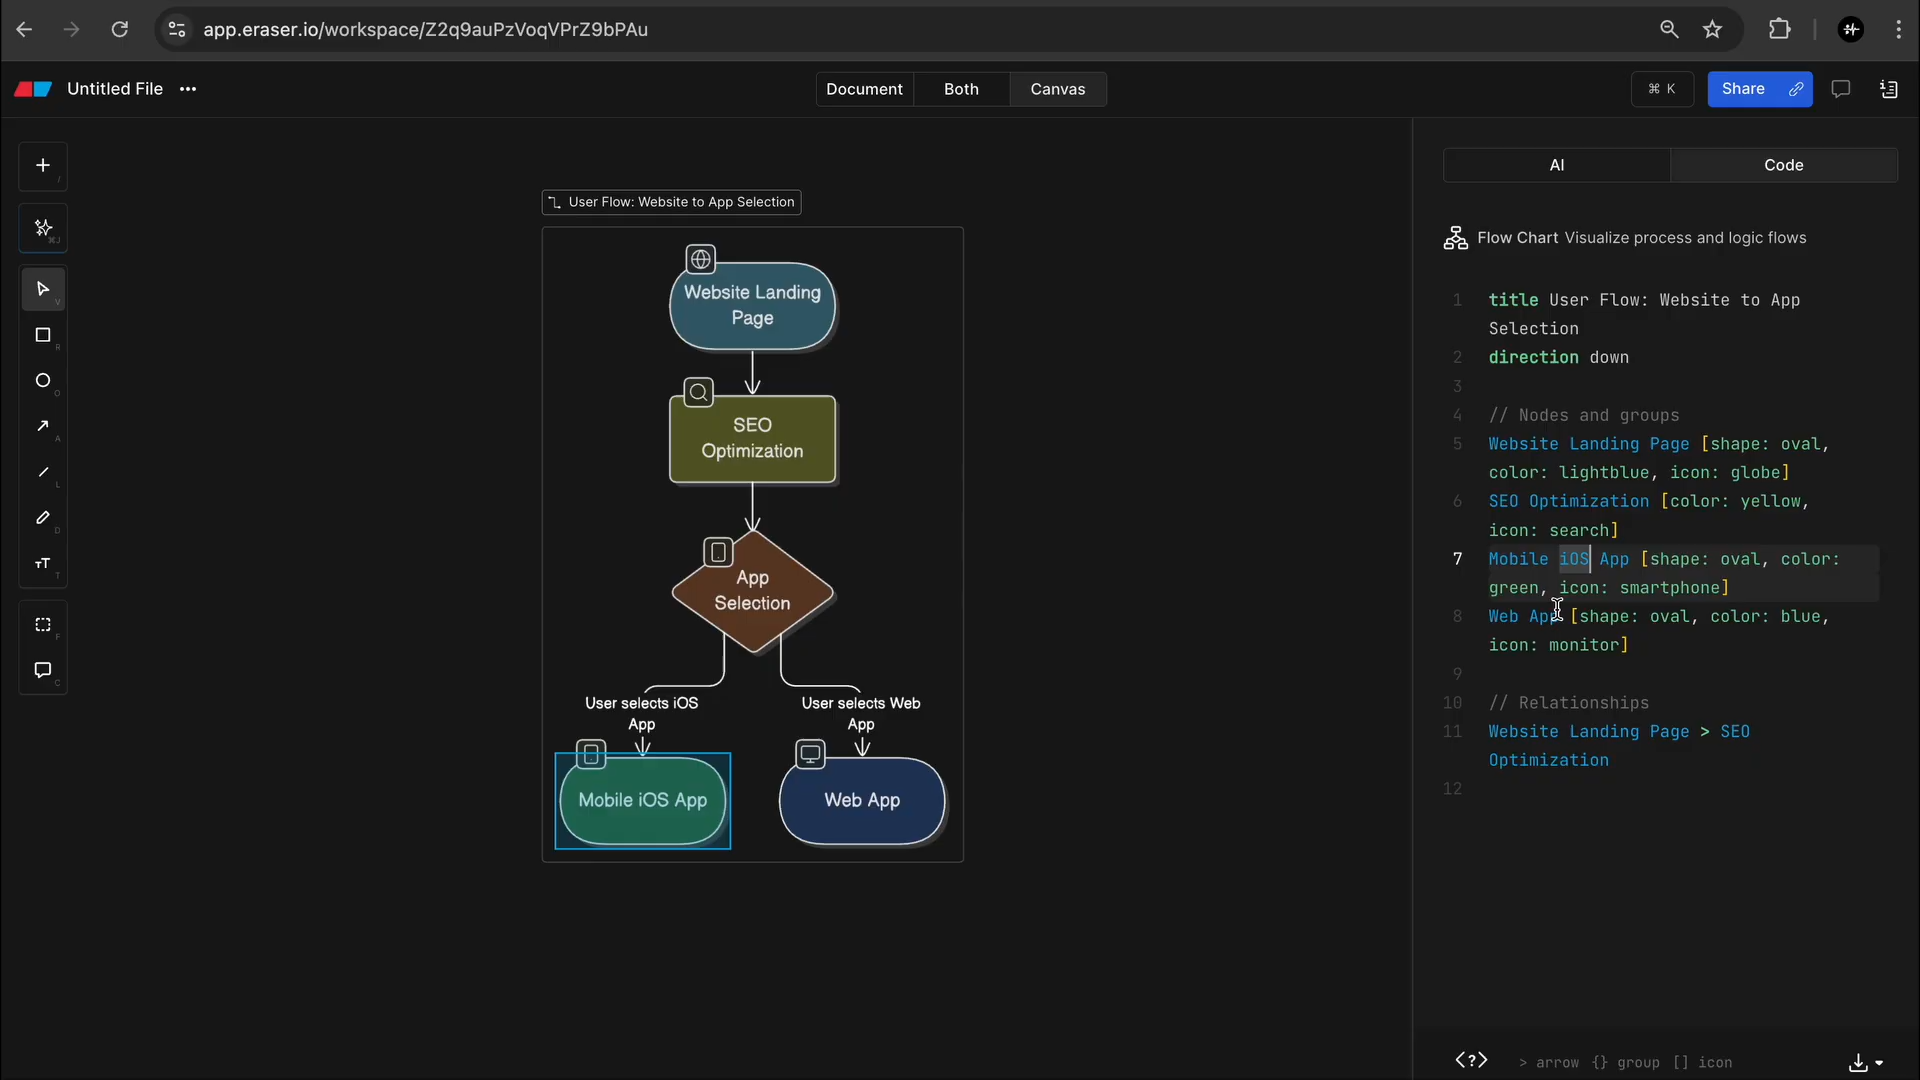 app.eraser.io/workspace/Z2q9auPzVoqVPrZ9bPAu
Untitled File
Document
Both
Canvas
⌘ K
Share
AI
Code
/
⌘J
V
R
O
A
L
D
T
F
C
User Flow: Website to App Selection
Website Landing
Page
SEO
Optimization
App
Selection
User selects iOS
App
User selects Web
App
Mobile iOS App
Web App
Flow Chart Visualize process and logic flows
1 title User Flow: Website to App
Selection
2 direction down
3
4 // Nodes and groups
5 Website Landing Page [shape: oval,
color: lightblue, icon: globe]
6 SEO Optimization [color: yellow,
icon: search]
7 Mobile iOS App [shape: oval, color:
green, icon: smartphone]
8 Web App [shape: oval, color: blue,
icon: monitor]
9
10 // Relationships
11 Website Landing Page > SEO
Optimization
12
<?> > arrow {} group [] icon